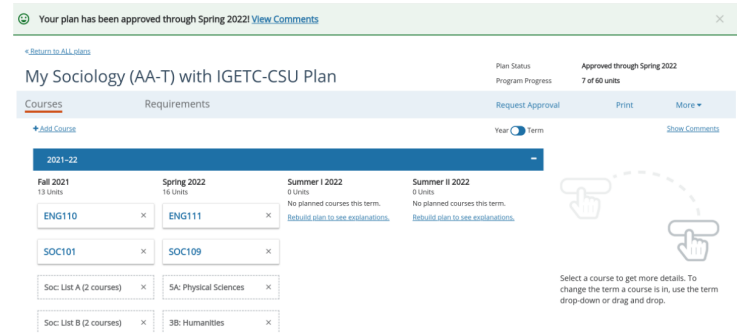 Your plan has been approved through Spring 2022! View Comments
< Return to ALL plans
My Sociology (AA-T) with IGETC-CSU Plan
Plan Status Approved through Spring 2022
Program Progress 7 of 60 units
Courses Requirements Request Approval Print More
+ Add Course Year Term Show Comments
2021–22
Fall 2021 Spring 2022 Summer I 2022 Summer II 2022
13 Units 16 Units 0 Units 0 Units
No planned courses this term. No planned courses this term.
ENG110 × ENG111 × Rebuild plan to see explanations. Rebuild plan to see explanations.
SOC101 × SOC109 ×
Soc: List A (2 courses) × 5A: Physical Sciences ×
Soc: List B (2 courses) × 3B: Humanities ×
Select a course to get more details. To
change the term a course is in, use the term
drop-down or drag and drop.